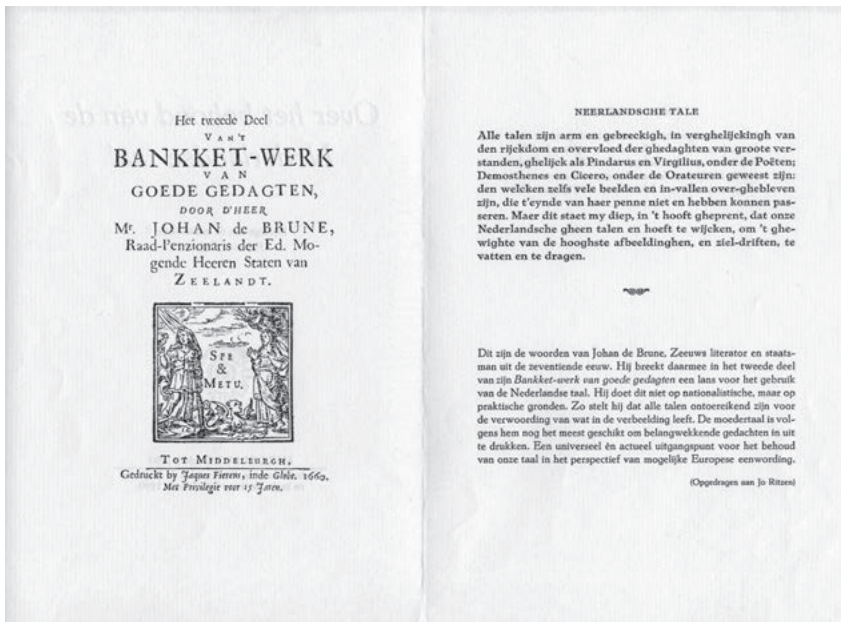 Het tweede Deel
VAN'T
BANKKET-WERK
VAN
GOEDE GEDAGTEN,
DOOR D'HEER
Mr. JOHAN de BRUNE,
Raad-Penzionaris der Ed. Mo-
gende Heeren Staten van
ZEELANDT.
SPE
&
METU.
TOT MIDDELBURGH,
Gedruckt by Jaques Fierens, inde Globe. 1660.
Met Previlegie voor 15 Jaren.
NEERLANDSCHE TALE
Alle talen zijn arm en gebreckigh, in verghelijckingh van
den rijckdom en overvloed der ghedaghten van groote ver-
standen, ghelijck als Pindarus en Virgilius, onder de Poëten;
Demosthenes en Cicero, onder de Orateuren geweest zijn:
den welcken zelfs vele beelden en in-vallen over-ghebleven
zijn, die t'eynde van haer penne niet en hebben konnen pas-
seren. Maer dit staet my diep, in 't hooft gheprent, dat onze
Nederlandsche gheen talen en hoeft te wijcken, om 't ghe-
wighte van de hooghste afbeeldinghen, en ziel-driften, te
vatten en te dragen.
Dit zijn de woorden van Johan de Brune, Zeeuws literator en staats-
man uit de zeventiende eeuw. Hij breekt daarmee in het tweede deel
van zijn Bankket-werk van goede gedagten een lans voor het gebruik
van de Nederlandse taal. Hij doet dit niet op nationalistische, maar op
praktische gronden. Zo stelt hij dat alle talen ontoereikend zijn voor
de verwoording van wat in de verbeelding leeft. De moedertaal is vol-
gens hem nog het meest geschikt om belangwekkende gedachten in uit
te drukken. Een universeel én actueel uitgangspunt voor het behoud
van onze taal in het perspectief van mogelijke Europese eenwording.
(Opgedragen aan Jo Ritzen)